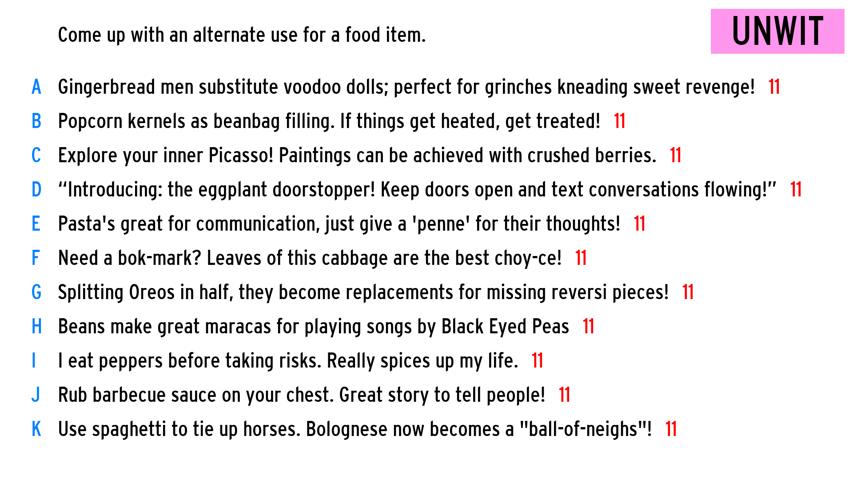 Come up with an alternate use for a food item.
UNWIT
A Gingerbread men substitute voodoo dolls; perfect for grinches kneading sweet revenge! 11
B Popcorn kernels as beanbag filling. If things get heated, get treated! 11
C Explore your inner Picasso! Paintings can be achieved with crushed berries. 11
D “Introducing: the eggplant doorstopper! Keep doors open and text conversations flowing!” 11
E Pasta's great for communication, just give a 'penne' for their thoughts! 11
F Need a bok-mark? Leaves of this cabbage are the best choy-ce! 11
G Splitting Oreos in half, they become replacements for missing reversi pieces! 11
H Beans make great maracas for playing songs by Black Eyed Peas 11
I I eat peppers before taking risks. Really spices up my life. 11
J Rub barbecue sauce on your chest. Great story to tell people! 11
K Use spaghetti to tie up horses. Bolognese now becomes a "ball-of-neighs"! 11